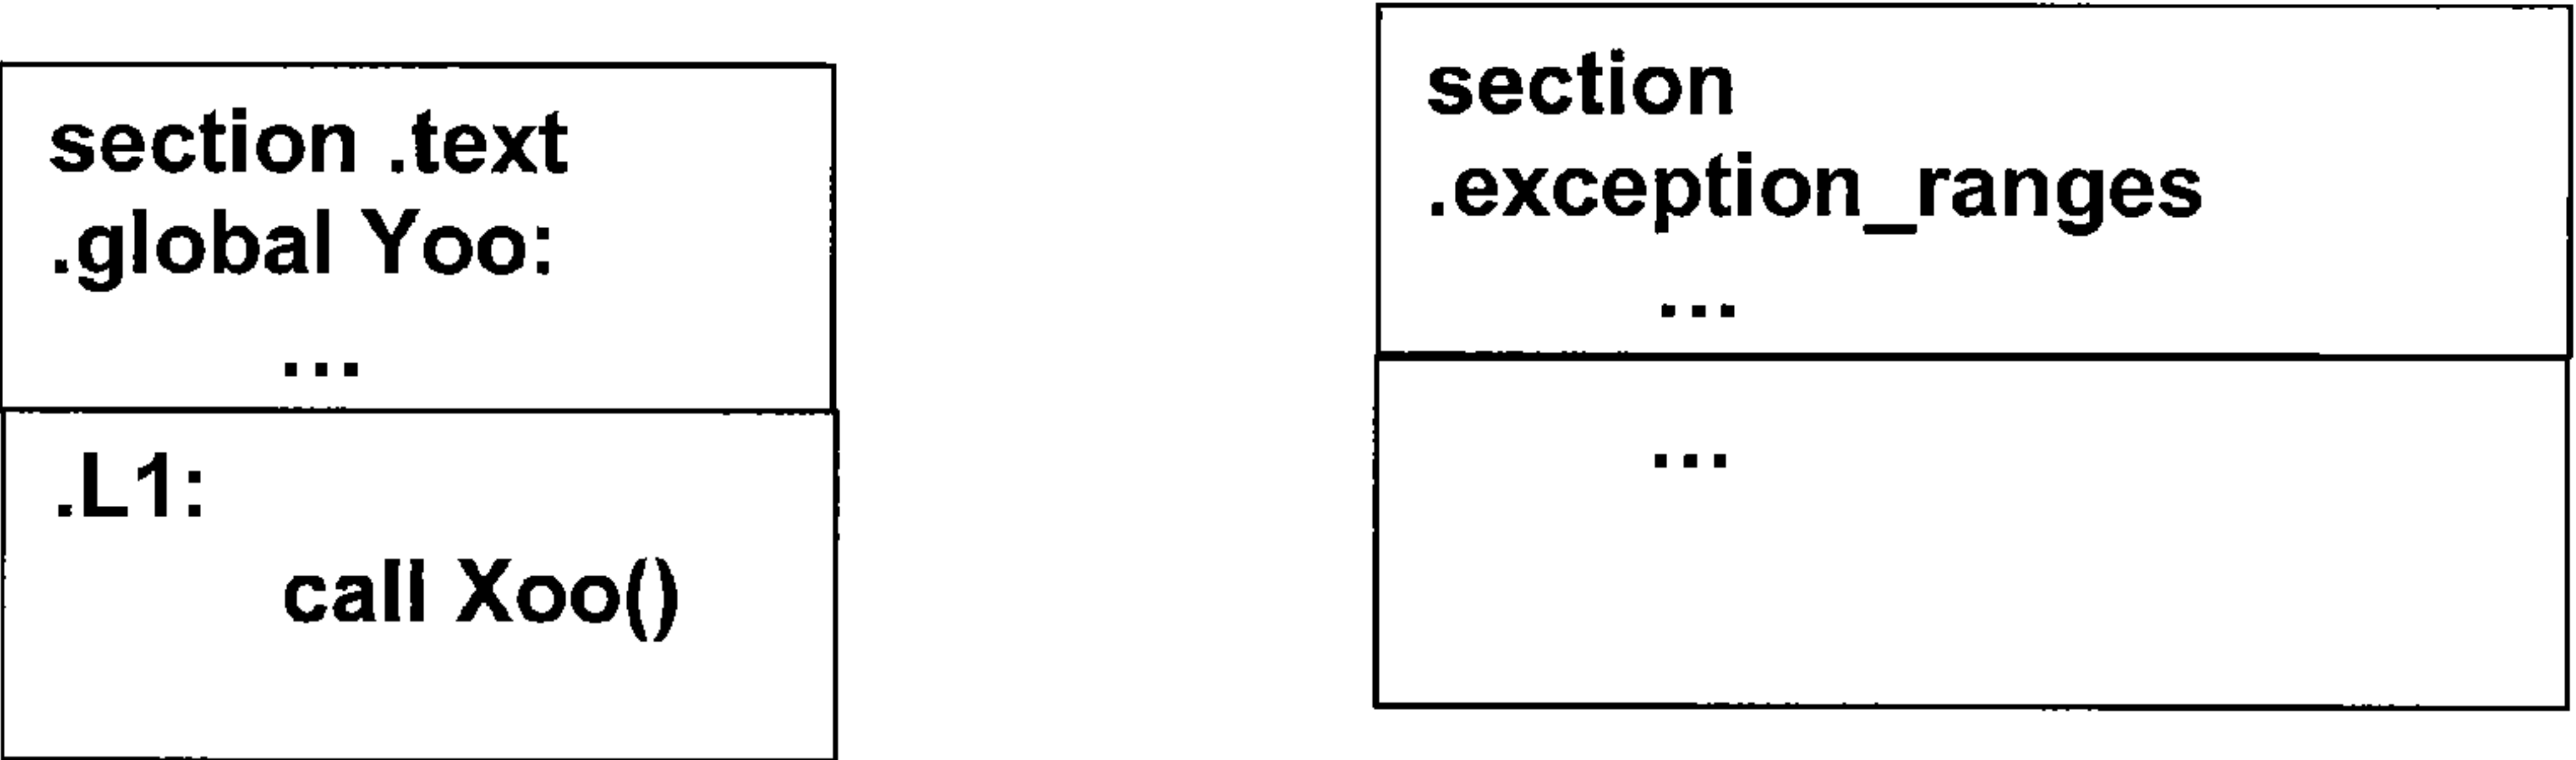 section .text
.global Yoo:
...
.L1:
call Xoo()
section
.exception_ranges
...
...